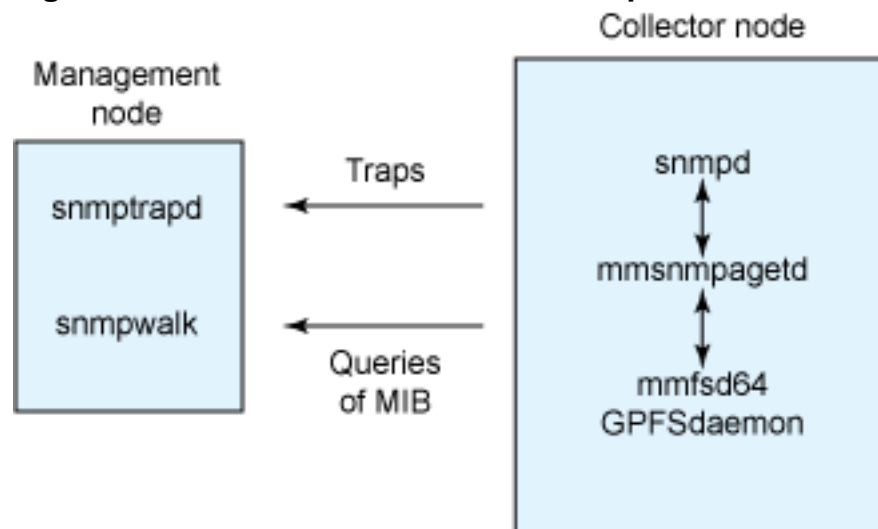 Collector node
Management
node
snmptrapd
snmpwalk
Traps
Queries
of MIB
snmpd
mmsnmpagetd
mmfsd64
GPFSdaemon